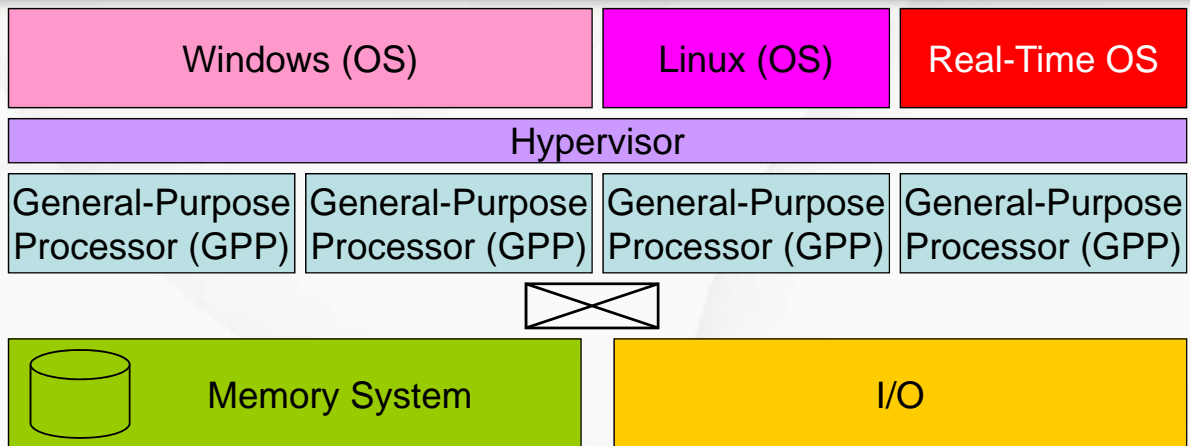 Windows (OS)
Linux (OS)
Real-Time OS
Hypervisor
General-Purpose
Processor (GPP)
General-Purpose
Processor (GPP)
General-Purpose
Processor (GPP)
General-Purpose
Processor (GPP)
Memory System
I/O